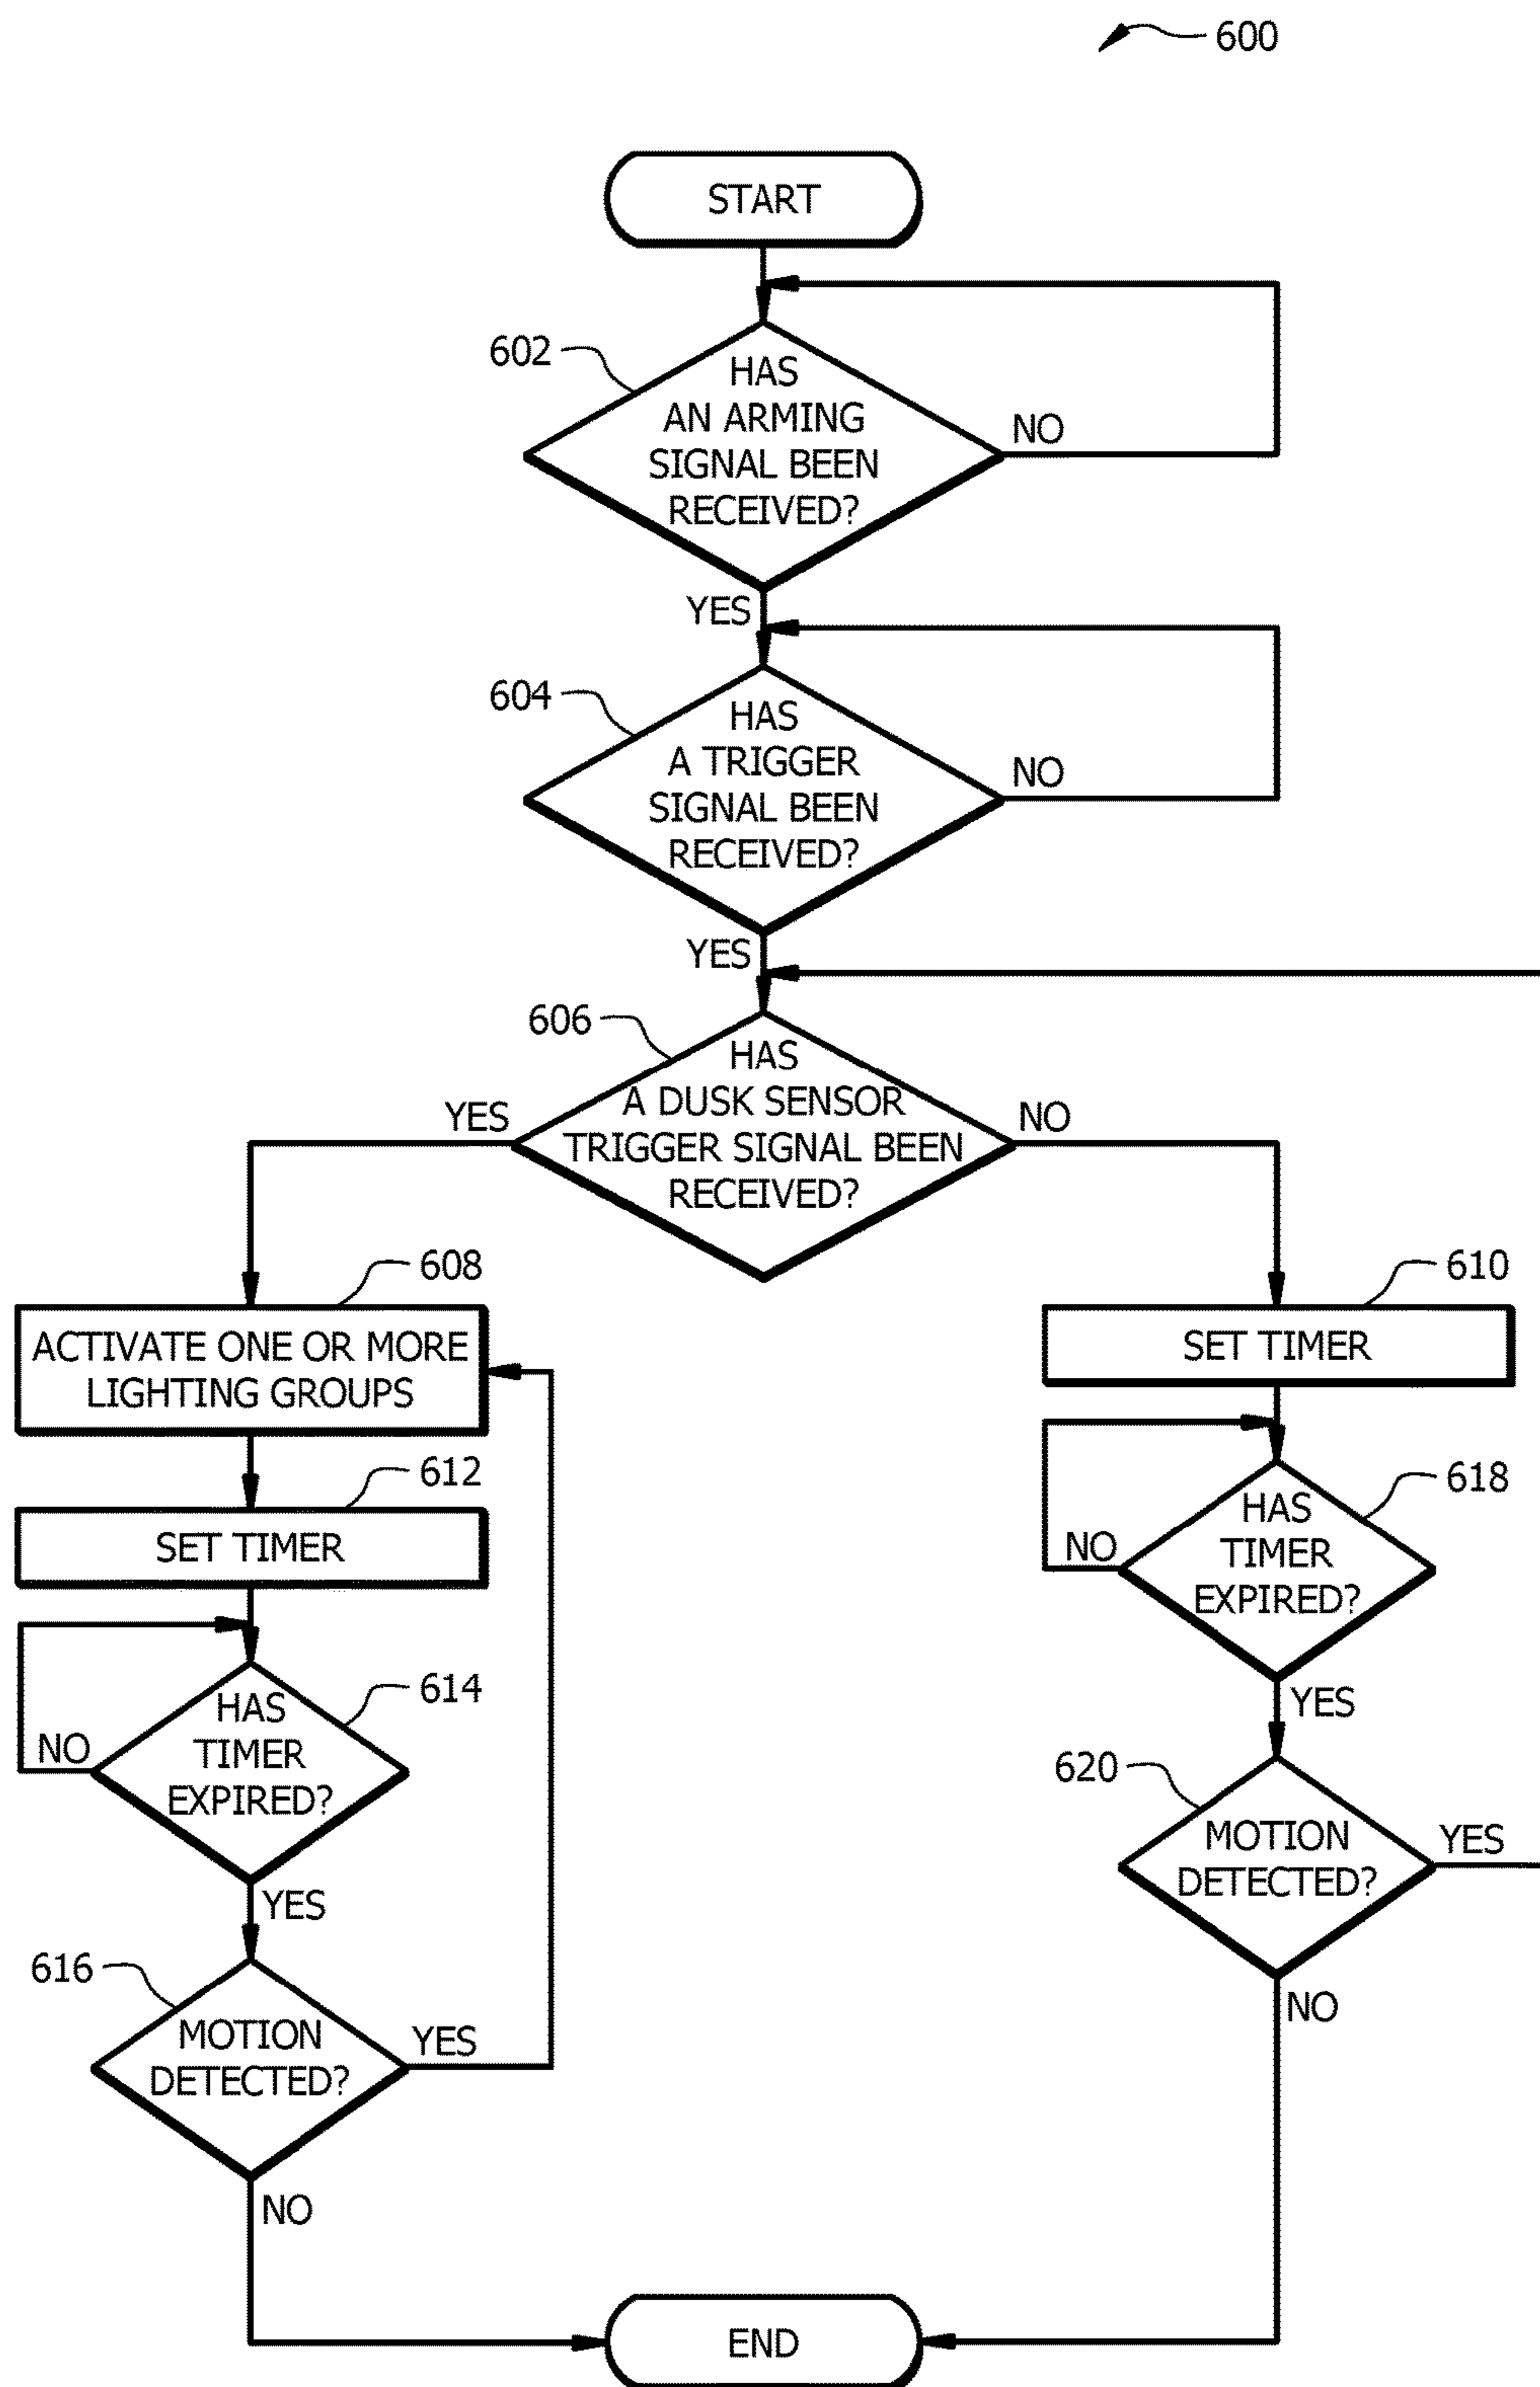 600
START
602
HAS
AN ARMING
SIGNAL BEEN
RECEIVED?
NO
YES
604
HAS
A TRIGGER
SIGNAL BEEN
RECEIVED?
NO
YES
606
HAS
A DUSK SENSOR
TRIGGER SIGNAL BEEN
RECEIVED?
YES
NO
608
ACTIVATE ONE OR MORE
LIGHTING GROUPS
612
SET TIMER
614
HAS
TIMER
EXPIRED?
NO
YES
616
MOTION
DETECTED?
YES
NO
610
SET TIMER
618
HAS
TIMER
EXPIRED?
NO
YES
620
MOTION
DETECTED?
YES
NO
END